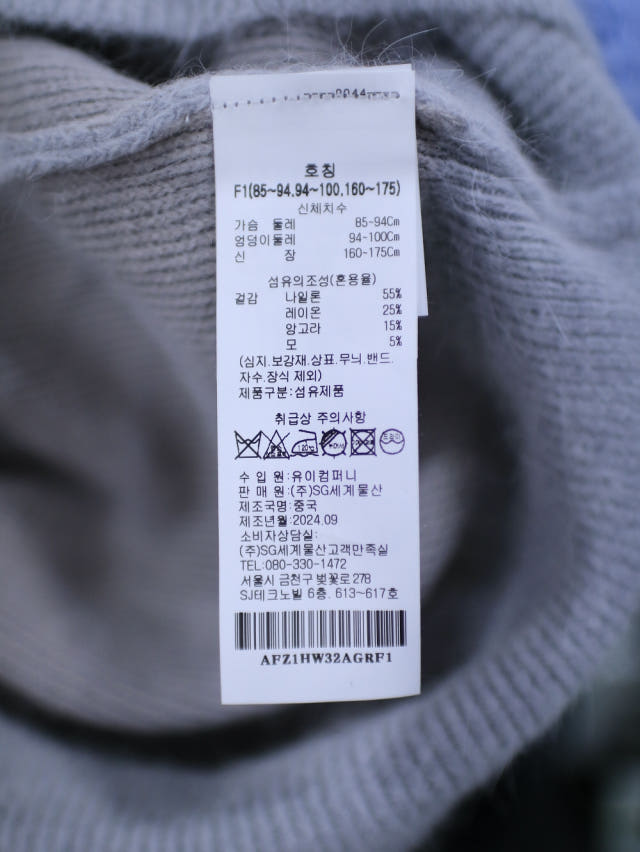 호칭
F1(85~94.94~100.160~175)
신체치수
가슴 둘레 85~94Cm
엉덩이둘레 94~100Cm
신 장 160~175Cm
섬유의조성(혼용율)
겉감 나일론 55%
레이온 25%
앙고라 15%
모 5%
(심지.보강재.상표.무늬.밴드.
자수.장식 제외)
제품구분:섬유제품
취급상 주의사항
수 입 원:유이컴퍼니
판 매 원:(주)SG세계물산
제조국명:중국
제조년월:2024.09
소비자상담실:
(주)SG세계물산고객만족실
TEL:080-330-1472
서울시 금천구 벚꽃로278
SJ테크노빌 6층. 613~617호
AFZ1HW32AGRF1